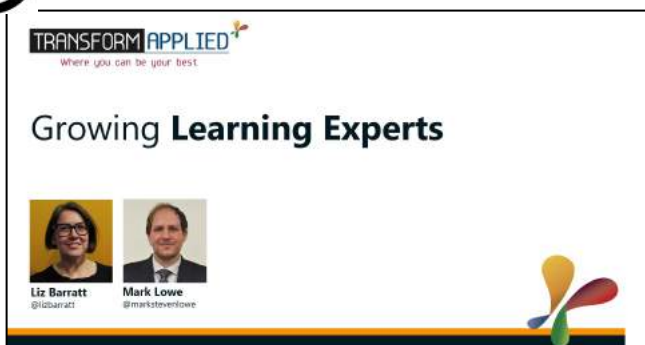 TRANSFORM APPLIED
Where you can be your best
Growing Learning Experts
Liz Barratt
@lizbarratt
Mark Lowe
@markstevenlowe